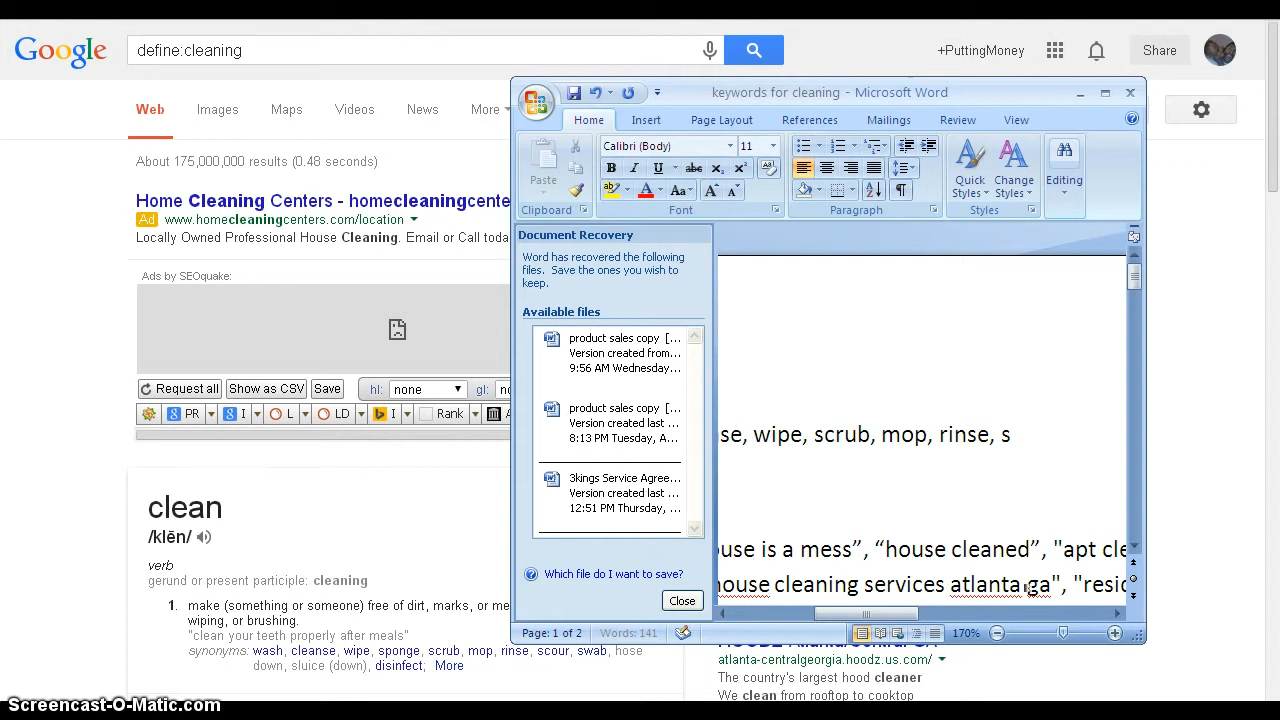 Google
define:cleaning
+PuttingMoney
Share
Web Images Maps Videos News More
About 175,000,000 results (0.48 seconds)
Home Cleaning Centers - homecleaningcente
Ad www.homecleaningcenters.com/location
Locally Owned Professional House Cleaning. Email or Call toda
Ads by SEOquake:
Request all Show as CSV Save hl: none gl: no
PR I L LD I Rank
clean
/klēn/
verb
gerund or present participle: cleaning
1. make (something or someone) free of dirt, marks, or me
wiping, or brushing.
"clean your teeth properly after meals"
synonyms: wash, cleanse, wipe, sponge, scrub, mop, rinse, scour, swab, hose
down, sluice (down), disinfect; More
keywords for cleaning - Microsoft Word
Home Insert Page Layout References Mailings Review View
Calibri (Body) 11
Paste
Quick Styles
Change Styles
Editing
Clipboard Font Paragraph Styles
Document Recovery
Word has recovered the following
files. Save the ones you wish to
keep.
Available files
product sales copy [...
Version created from...
9:56 AM Wednesday,...
product sales copy [...
Version created last ...
8:13 PM Tuesday, A...
3kings Service Agree...
Version created last ...
12:51 PM Thursday, ...
Which file do I want to save?
Close
se, wipe, scrub, mop, rinse, s
ouse is a mess”, “house cleaned”, "apt cle
house cleaning services atlanta ga", "resid
Page: 1 of 2 Words: 141 170%
atlanta-centralgeorgia.hoodz.us.com/
The country's largest hood cleaner
We clean from rooftop to cooktop
Screencast-O-Matic.com